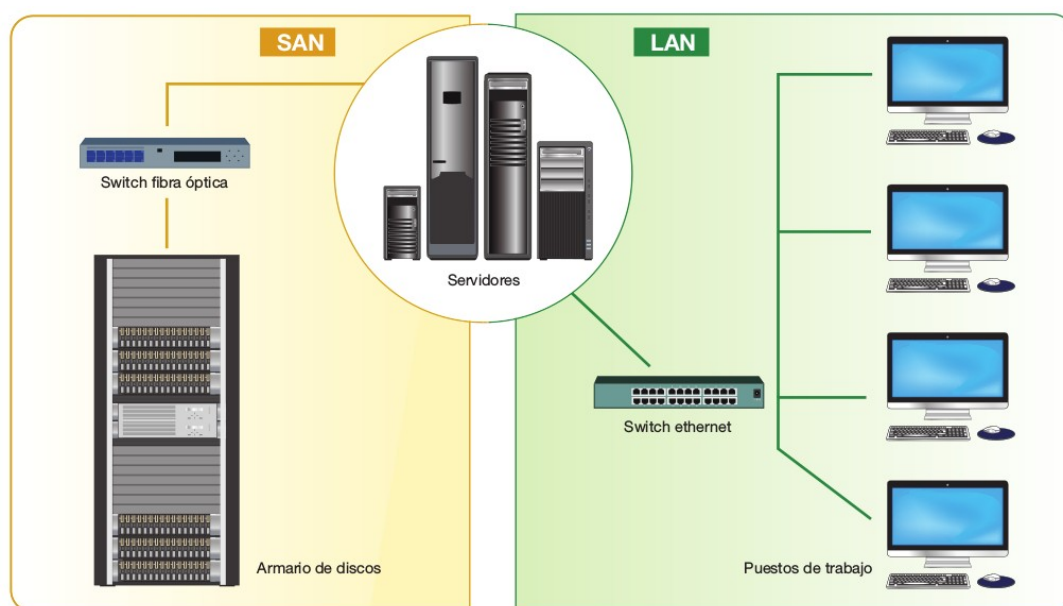 SAN
LAN
Switch fibra óptica
Servidores
Switch ethernet
Armario de discos
Puestos de trabajo